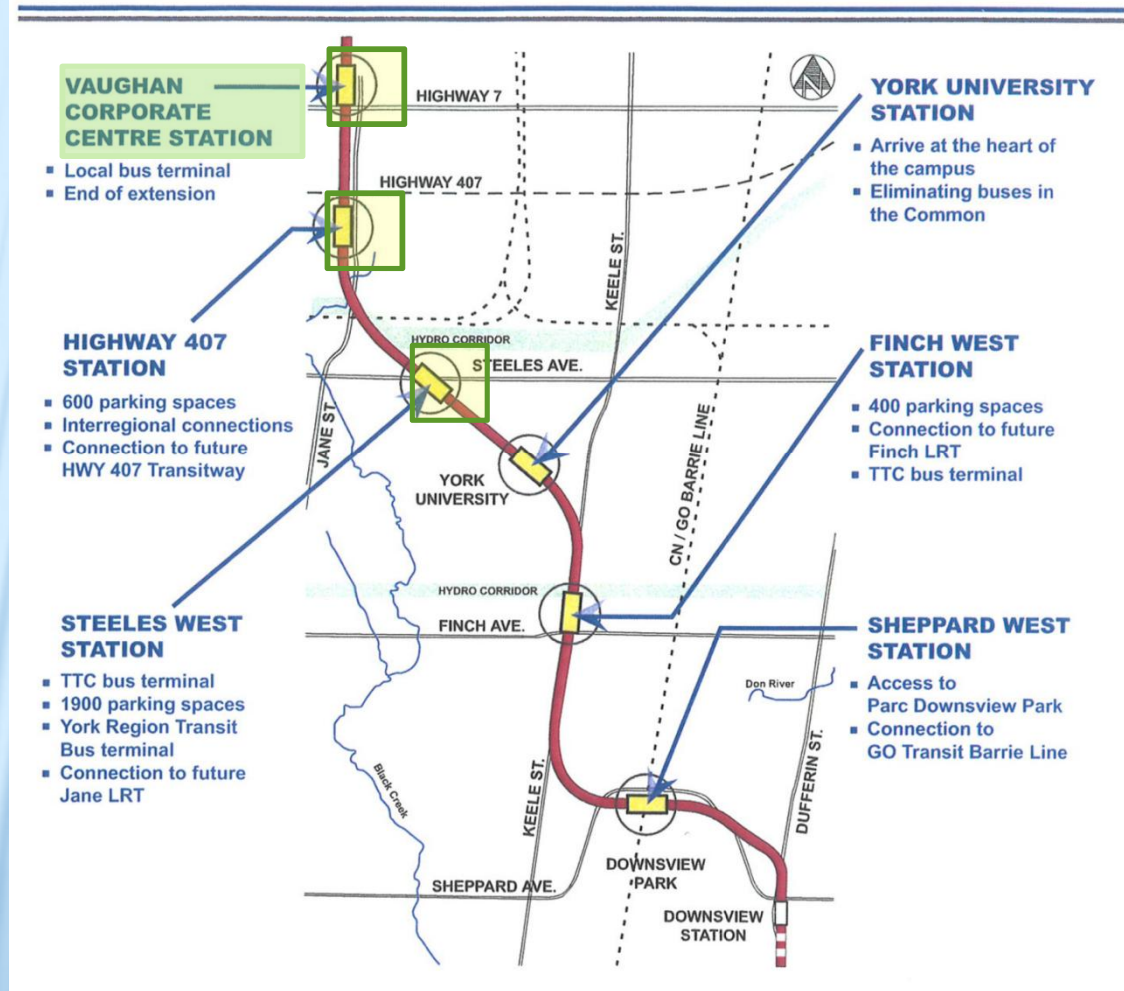 VAUGHAN
CORPORATE
CENTRE STATION
▪ Local bus terminal
▪ End of extension
HIGHWAY 407
STATION
▪ 600 parking spaces
▪ Interregional connections
▪ Connection to future
HWY 407 Transitway
STEELES WEST
STATION
▪ TTC bus terminal
▪ 1900 parking spaces
▪ York Region Transit
Bus terminal
▪ Connection to future
Jane LRT
HIGHWAY 7
HIGHWAY 407
KEELE ST.
HYDRO CORRIDOR
STEELES AVE.
JANE ST
YORK
UNIVERSITY
CN / GO BARRIE LINE
HYDRO CORRIDOR
FINCH AVE.
Don River
Black Creek
KEELE ST.
DUFFERIN ST.
DOWNSVIEW
PARK
SHEPPARD AVE.
DOWNSVIEW
STATION
YORK UNIVERSITY
STATION
▪ Arrive at the heart of
the campus
▪ Eliminating buses in
the Common
FINCH WEST
STATION
▪ 400 parking spaces
▪ Connection to future
Finch LRT
▪ TTC bus terminal
SHEPPARD WEST
STATION
▪ Access to
Parc Downsview Park
▪ Connection to
GO Transit Barrie Line